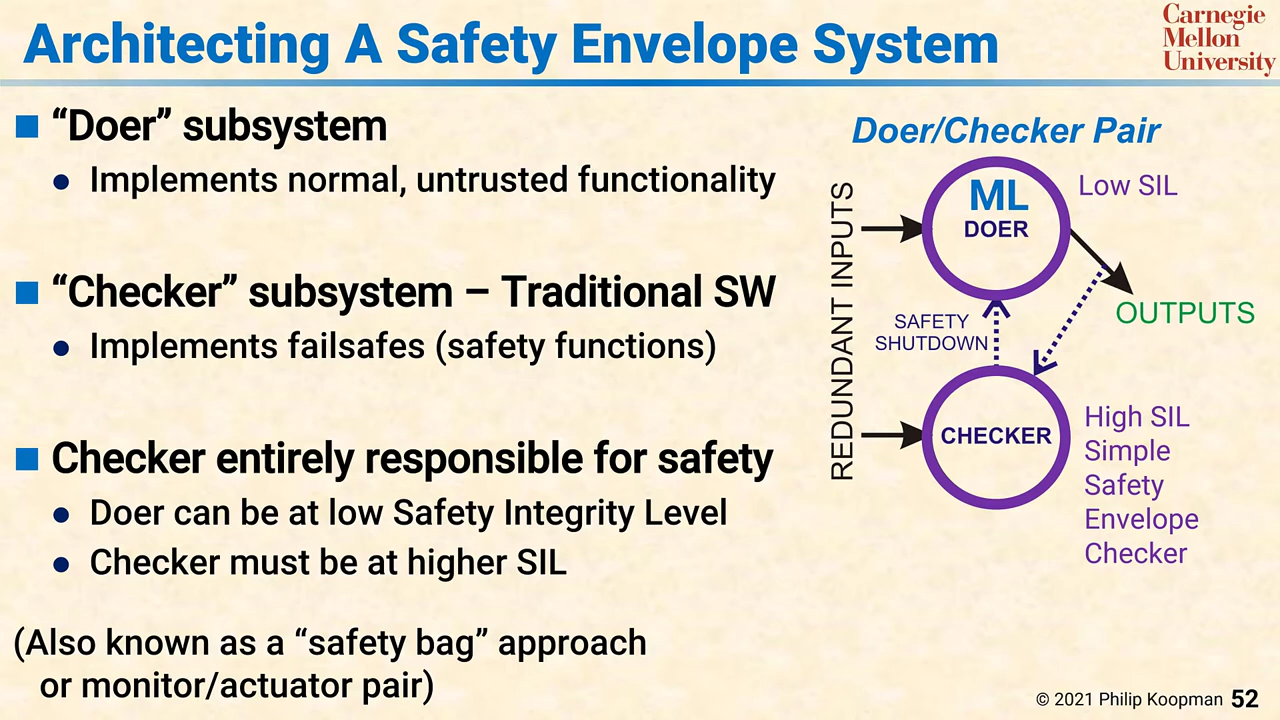 Architecting A Safety Envelope System
Carnegie
Mellon
University
■ “Doer” subsystem
● Implements normal, untrusted functionality
■ “Checker” subsystem – Traditional SW
● Implements failsafes (safety functions)
■ Checker entirely responsible for safety
● Doer can be at low Safety Integrity Level
● Checker must be at higher SIL
(Also known as a “safety bag” approach
or monitor/actuator pair)
Doer/Checker Pair
REDUNDANT INPUTS
ML
DOER
Low SIL
OUTPUTS
SAFETY
SHUTDOWN
CHECKER
High SIL
Simple
Safety
Envelope
Checker
© 2021 Philip Koopman 52